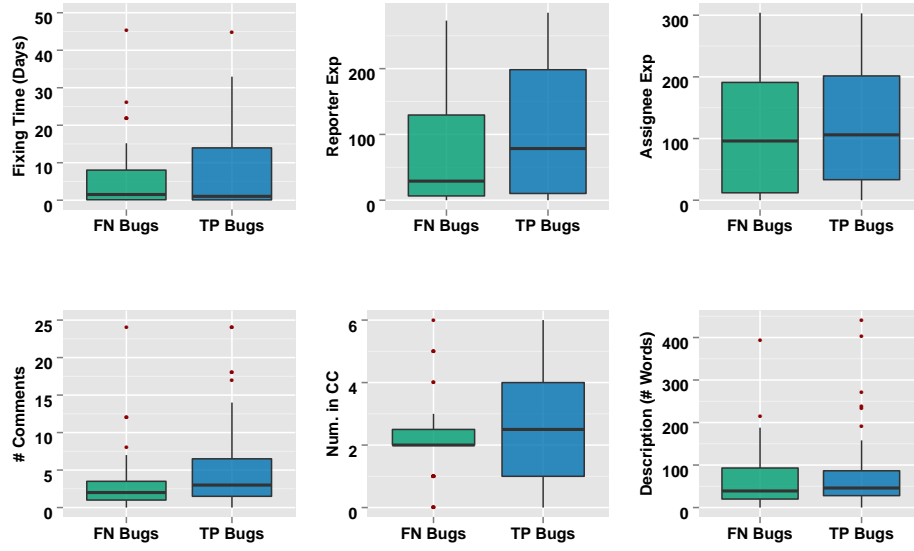 Fixing Time (Days)
50
40
30
20
10
0
FN Bugs TP Bugs
Reporter Exp
200
100
0
FN Bugs TP Bugs
Assignee Exp
300
200
100
0
FN Bugs TP Bugs
# Comments
25
20
15
10
5
0
FN Bugs TP Bugs
Num. in CC
6
4
2
0
FN Bugs TP Bugs
Description (# Words)
400
300
200
100
0
FN Bugs TP Bugs